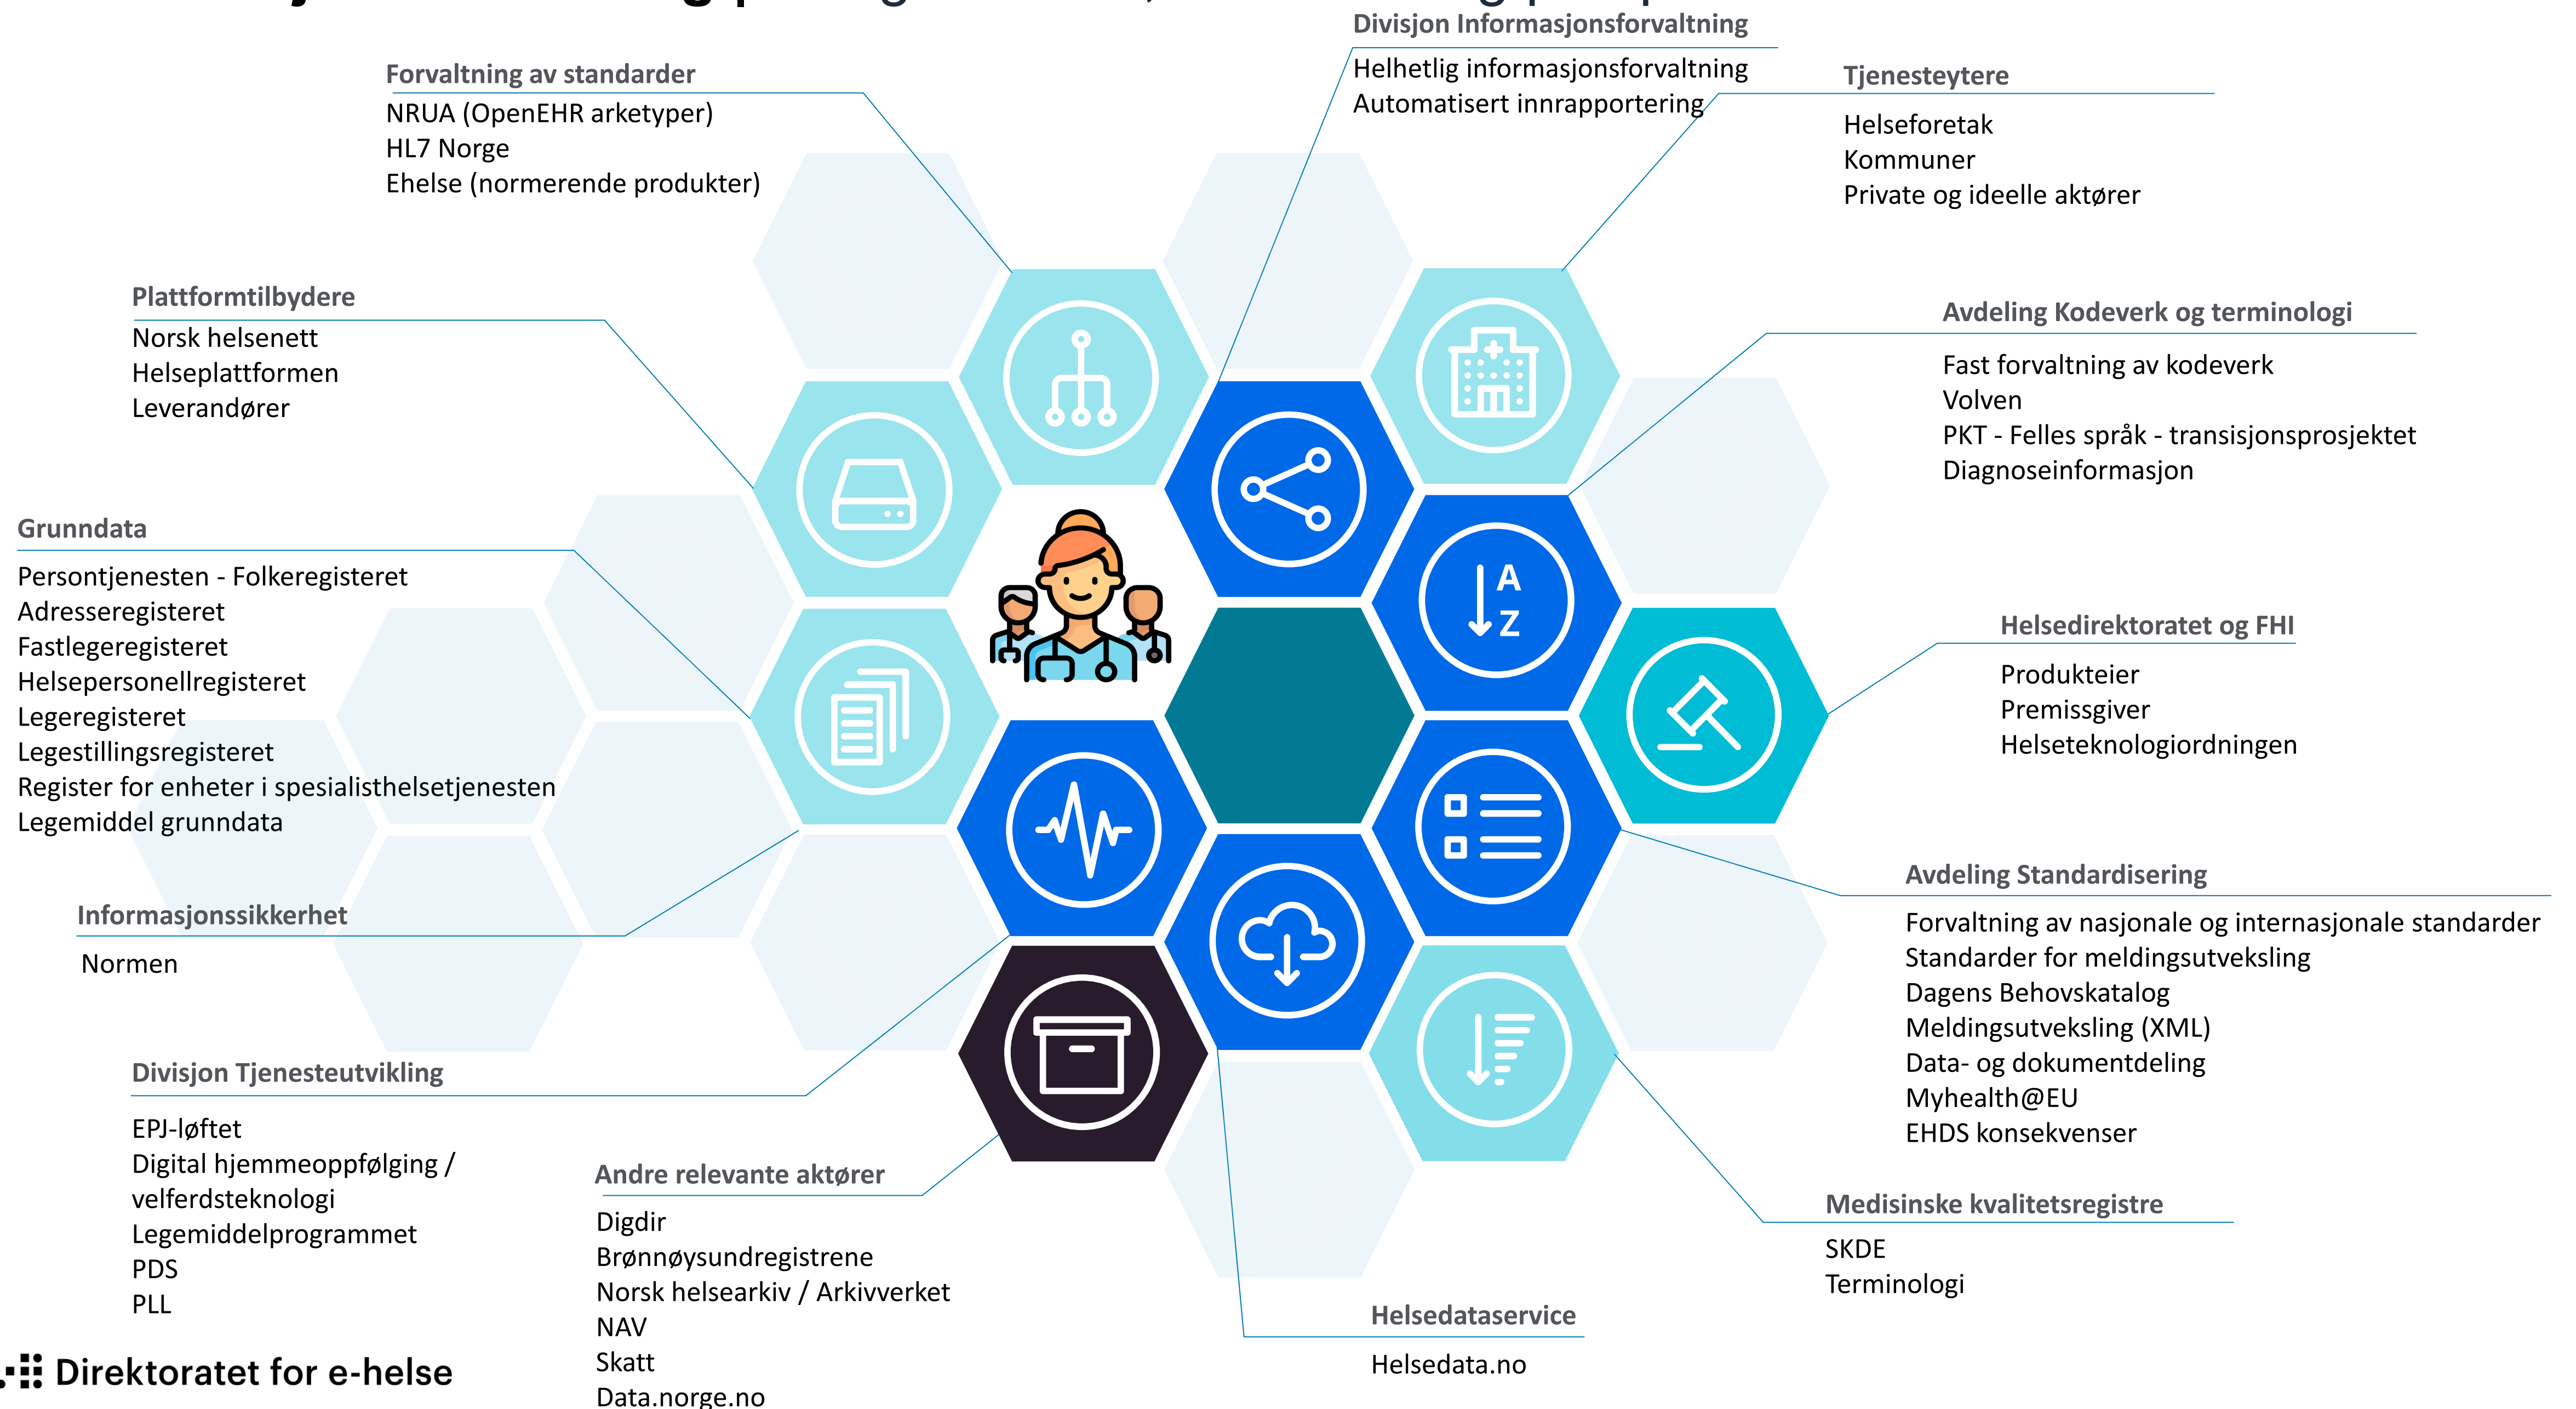 Divisjon Informasjonsforvaltning
Helhetlig informasjonsforvaltning
Automatisert innrapportering
Forvaltning av standarder
NRUA (OpenEHR arketyper)
HL7 Norge
Ehelse (normerende produkter)
Tjenesteytere
Helseforetak
Kommuner
Private og ideelle aktører
Plattformtilbydere
Norsk helsenett
Helseplattformen
Leverandører
Avdeling Kodeverk og terminologi
Fast forvaltning av kodeverk
Volven
PKT - Felles språk - transisjonsprosjektet
Diagnoseinformasjon
Grunndata
Persontjenesten - Folkeregisteret
Adresseregisteret
Fastlegeregisteret
Helsepersonellregisteret
Legeregisteret
Legestillingsregisteret
Register for enheter i spesialisthelsetjenesten
Legemiddel grunndata
A
Z
Helsedirektoratet og FHI
Produkteier
Premissgiver
Helseteknologiordningen
Informasjonssikkerhet
Normen
Avdeling Standardisering
Forvaltning av nasjonale og internasjonale standarder
Standarder for meldingsutveksling
Dagens Behovskatalog
Meldingsutveksling (XML)
Data- og dokumentdeling
Myhealth@EU
EHDS konsekvenser
Divisjon Tjenesteutvikling
EPJ-løftet
Digital hjemmeoppfølging /
velferdsteknologi
Legemiddelprogrammet
PDS
PLL
Andre relevante aktører
Digdir
Brønnøysundregistrene
Norsk helsearkiv / Arkivverket
NAV
Skatt
Data.norge.no
Medisinske kvalitetsregistre
SKDE
Terminologi
Helsedataservice
Helsedata.no
Direktoratet for e-helse